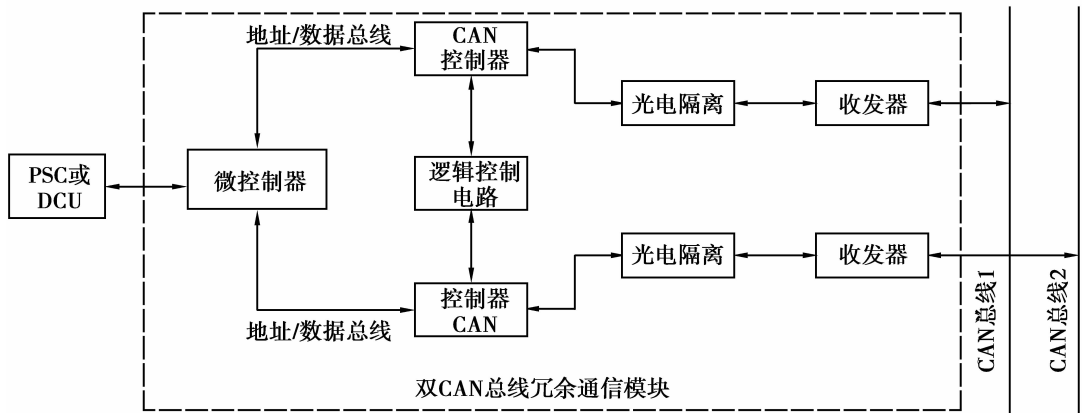 地址/数据总线
CAN
控制器
光电隔离
收发器
PSC或
DCU
微控制器
逻辑控制
电路
光电隔离
收发器
控制器
CAN
地址/数据总线
CAN总线1
CAN总线2
双CAN总线冗余通信模块